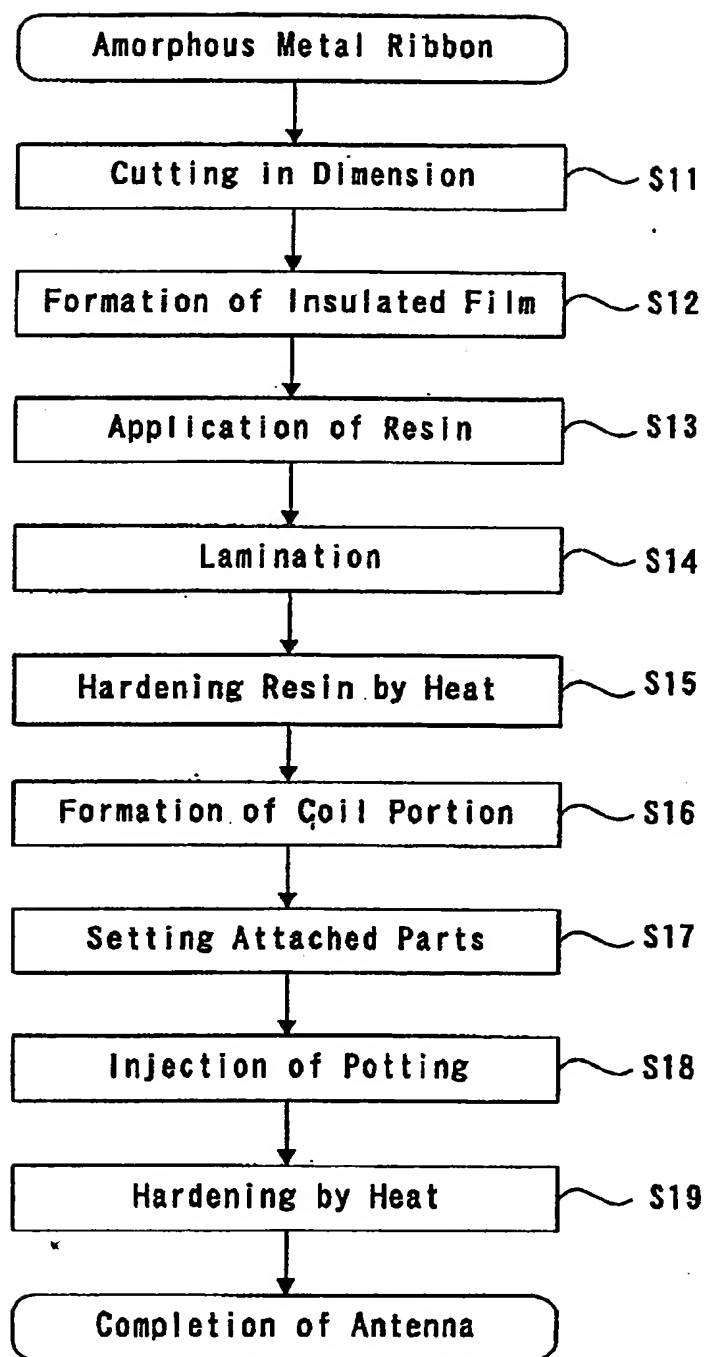 Amorphous Metal Ribbon
Cutting in Dimension S11
Formation of Insulated Film S12
Application of Resin S13
Lamination S14
Hardening Resin by Heat S15
Formation of Coil Portion S16
Setting Attached Parts S17
Injection of Potting S18
Hardening by Heat S19
Completion of Antenna